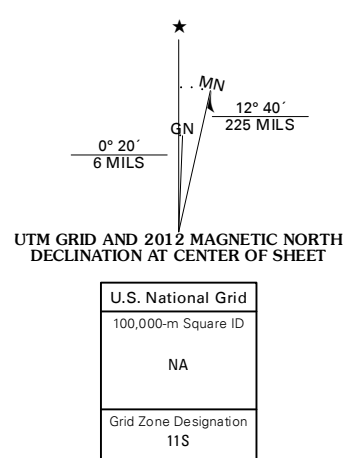 ★
MN
GN
12° 40´
225 MILS
0° 20´
6 MILS
UTM GRID AND 2012 MAGNETIC NORTH
DECLINATION AT CENTER OF SHEET
U.S. National Grid
100,000-m Square ID
NA
Grid Zone Designation
11S